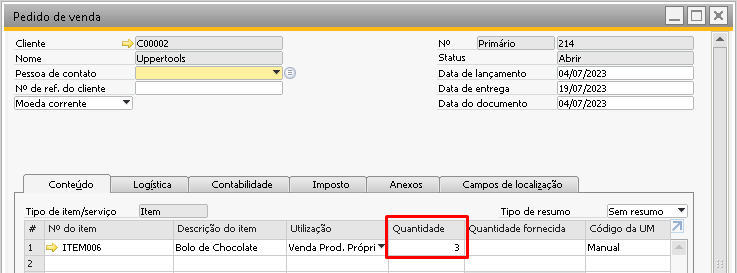 Pedido de venda
Cliente C00002 Nº Primário 214
Nome Uppertools Status Abrir
Pessoa de contato Data de lançamento 04/07/2023
Nº de ref. do cliente Data de entrega 19/07/2023
Moeda corrente Data do documento 04/07/2023
Conteúdo Logística Contabilidade Imposto Anexos Campos de localização
Tipo de item/serviço Item Tipo de resumo Sem resumo
# Nº do item Descrição do item Utilização Quantidade Quantidade fornecida Código da UM
1 ITEM006 Bolo de Chocolate Venda Prod. Própri 3 Manual
2